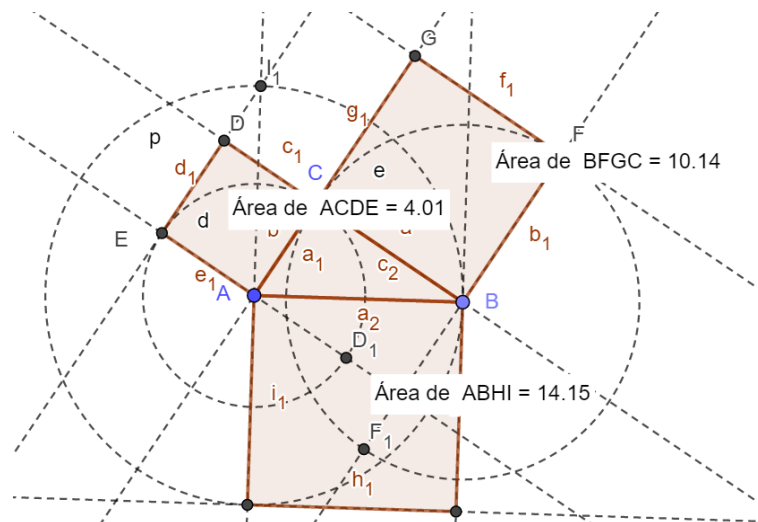 G
I₁
f₁
D
p
g₁
F
c₁
d₁
C
e
Área de BFGC = 10.14
d
Área de ACDE = 4.01
b
E
a₁
b₁
c₂
e₁
A
B
a₂
D₁
i₁
Área de ABHI = 14.15
F₁
h₁